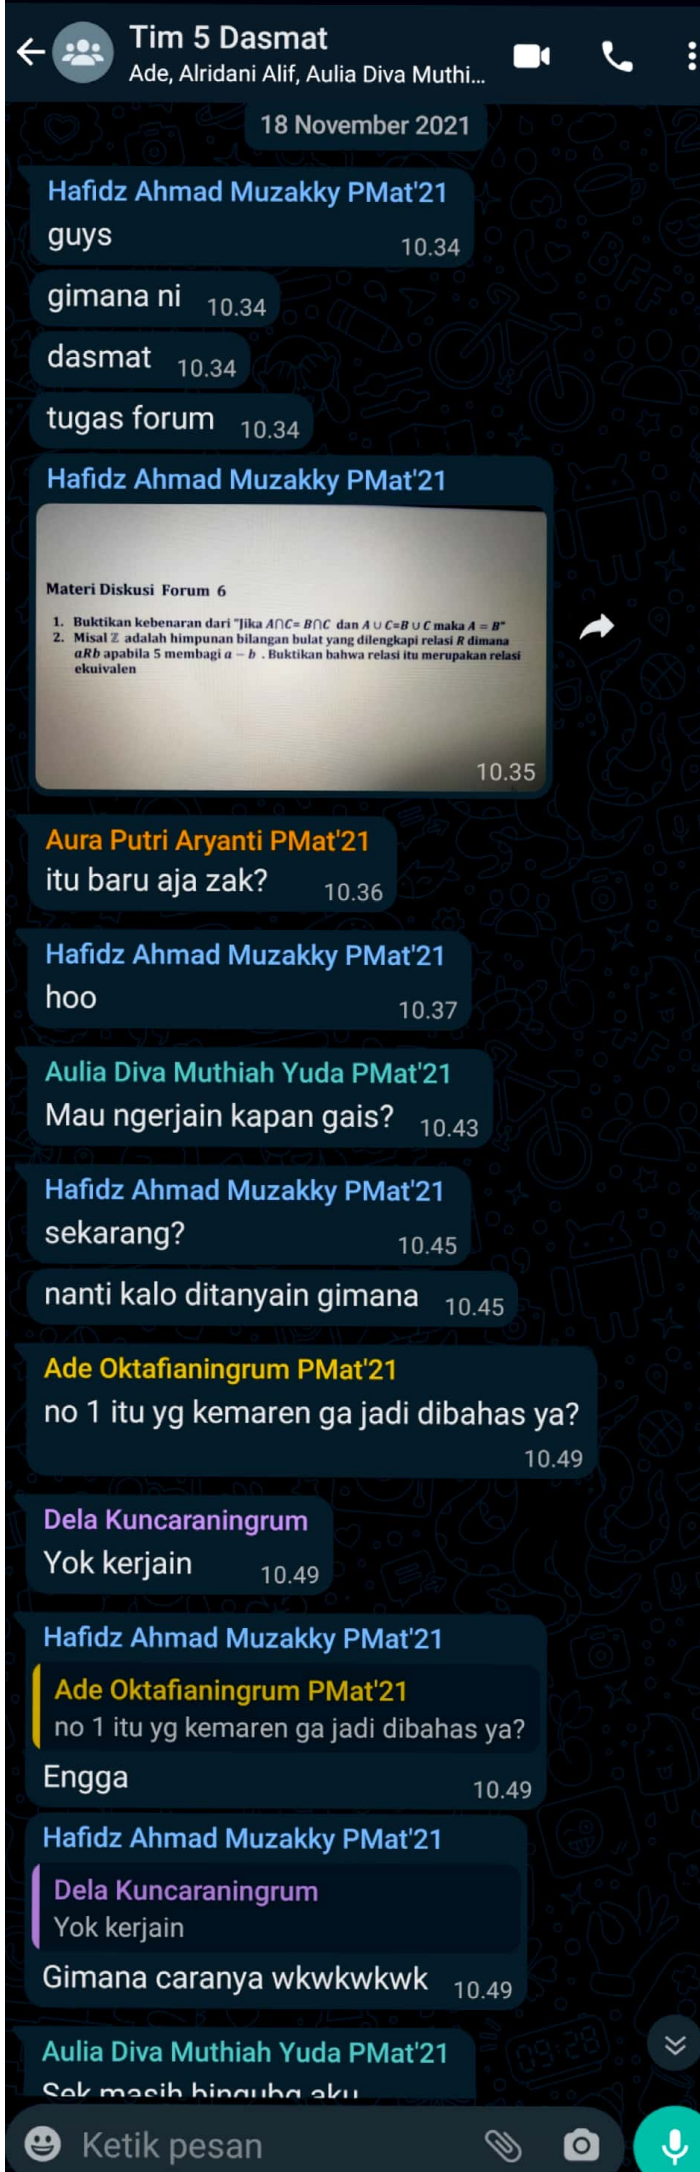 Tim 5 Dasmat
Ade, Alridani Alif, Aulia Diva Muthi...
18 November 2021
Hafidz Ahmad Muzakky PMat'21
guys 10.34
gimana ni 10.34
dasmat 10.34
tugas forum 10.34
Hafidz Ahmad Muzakky PMat'21
Materi Diskusi Forum 6
1. Buktikan kebenaran dari "Jika A∩C= B∩C dan A ∪ C=B ∪ C maka A = B"
2. Misal ℤ adalah himpunan bilangan bulat yang dilengkapi relasi R dimana
aRb apabila 5 membagi a − b . Buktikan bahwa relasi itu merupakan relasi
ekuivalen
10.35
Aura Putri Aryanti PMat'21
itu baru aja zak? 10.36
Hafidz Ahmad Muzakky PMat'21
hoo 10.37
Aulia Diva Muthiah Yuda PMat'21
Mau ngerjain kapan gais? 10.43
Hafidz Ahmad Muzakky PMat'21
sekarang? 10.45
nanti kalo ditanyain gimana 10.45
Ade Oktafianingrum PMat'21
no 1 itu yg kemaren ga jadi dibahas ya?
10.49
Dela Kuncaraningrum
Yok kerjain 10.49
Hafidz Ahmad Muzakky PMat'21
Ade Oktafianingrum PMat'21
no 1 itu yg kemaren ga jadi dibahas ya?
Engga 10.49
Hafidz Ahmad Muzakky PMat'21
Dela Kuncaraningrum
Yok kerjain
Gimana caranya wkwkwkwk 10.49
Aulia Diva Muthiah Yuda PMat'21
Sek masih bingubg aku
Ketik pesan